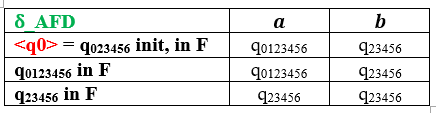 δ_AFD a b
<q0> = q₀₂₃₄₅₆ init, in F q₀₁₂₃₄₅₆ q₂₃₄₅₆
q₀₁₂₃₄₅₆ in F q₀₁₂₃₄₅₆ q₂₃₄₅₆
q₂₃₄₅₆ in F q₂₃₄₅₆ q₂₃₄₅₆